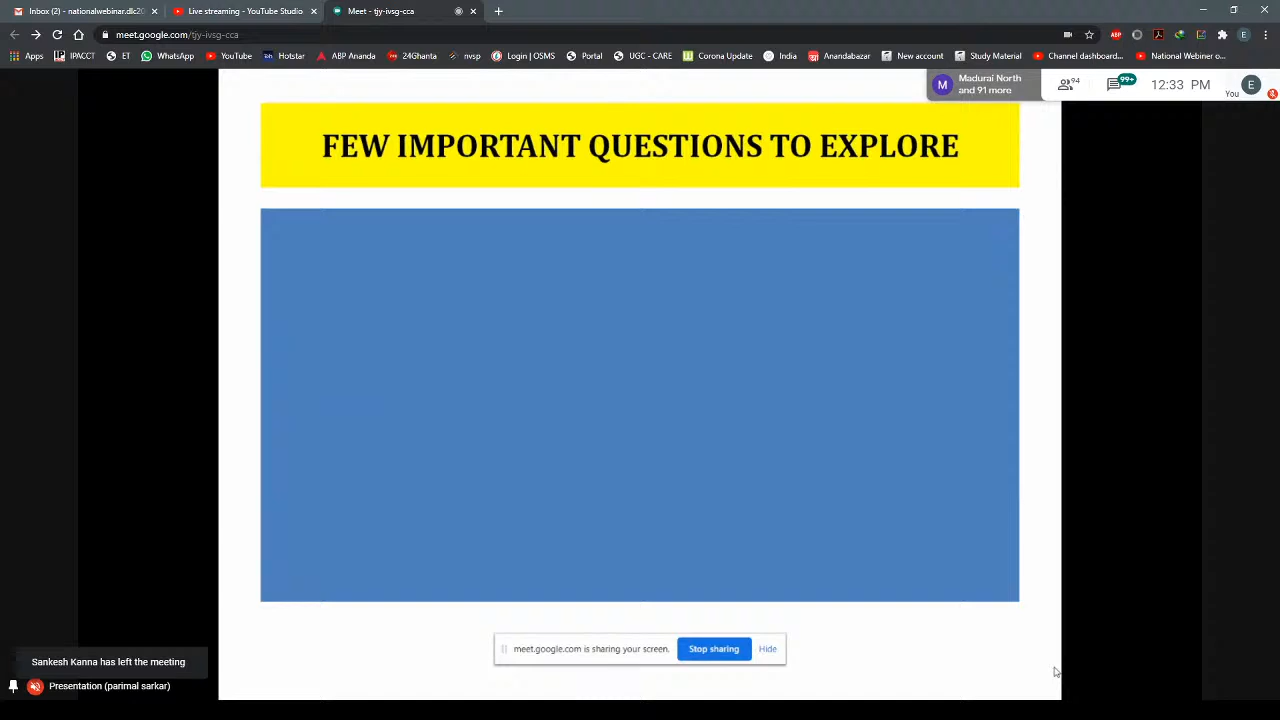 Inbox (2) - nationalwebinar.dlc20
Live streaming - YouTube Studio
Meet - tjy-ivsg-cca
meet.google.com/tjy-ivsg-cca
Apps
IPACCT
ET
WhatsApp
YouTube
Hotstar
ABP Ananda
24Ghanta
nvsp
Login | OSMS
Portal
UGC - CARE
Corona Update
India
Anandabazar
New account
Study Material
Channel dashboard...
National Webiner o...
M
Madurai North
and 91 more
94
99+
12:33 PM
You
E
FEW IMPORTANT QUESTIONS TO EXPLORE
meet.google.com is sharing your screen.
Stop sharing
Hide
Sankesh Kanna has left the meeting
Presentation (parimal sarkar)